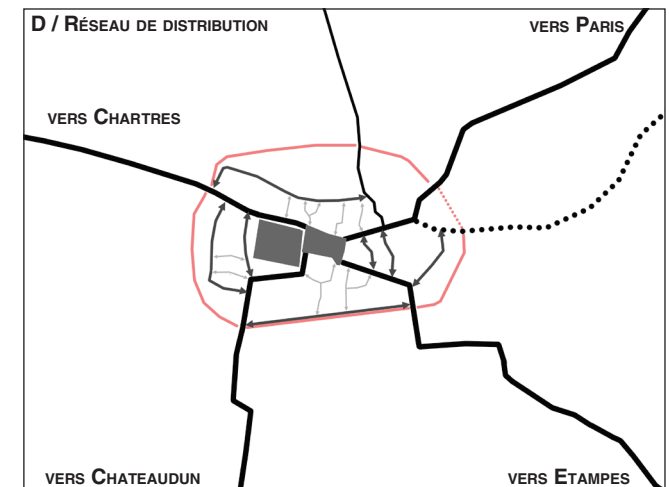 D / RÉSEAU DE DISTRIBUTION
VERS PARIS
VERS CHARTRES
VERS CHATEAUDUN
VERS ETAMPES